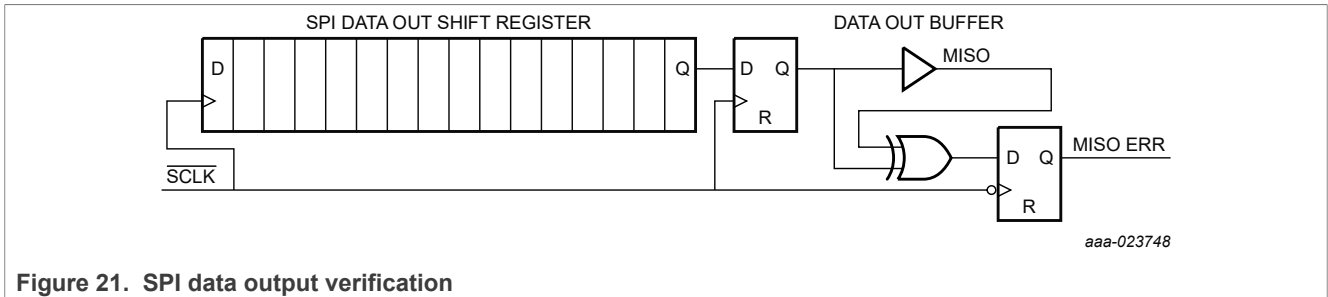 SPI DATA OUT SHIFT REGISTER
DATA OUT BUFFER
D
Q
D Q
R
MISO
D Q
R
MISO ERR
SCLK
aaa-023748
Figure 21. SPI data output verification